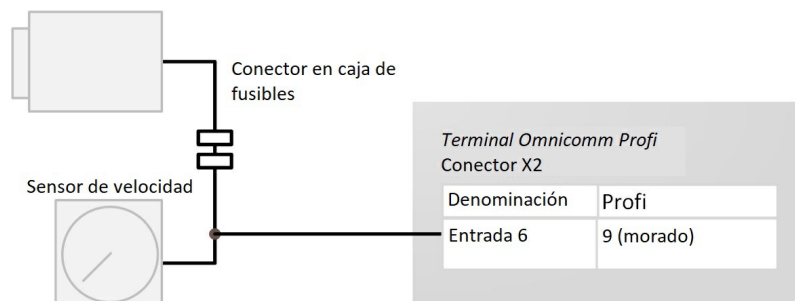 Conector en caja de
fusibles
Sensor de velocidad
Terminal Omnicomm Profi
Conector X2
Denominación Profi
Entrada 6 9 (morado)